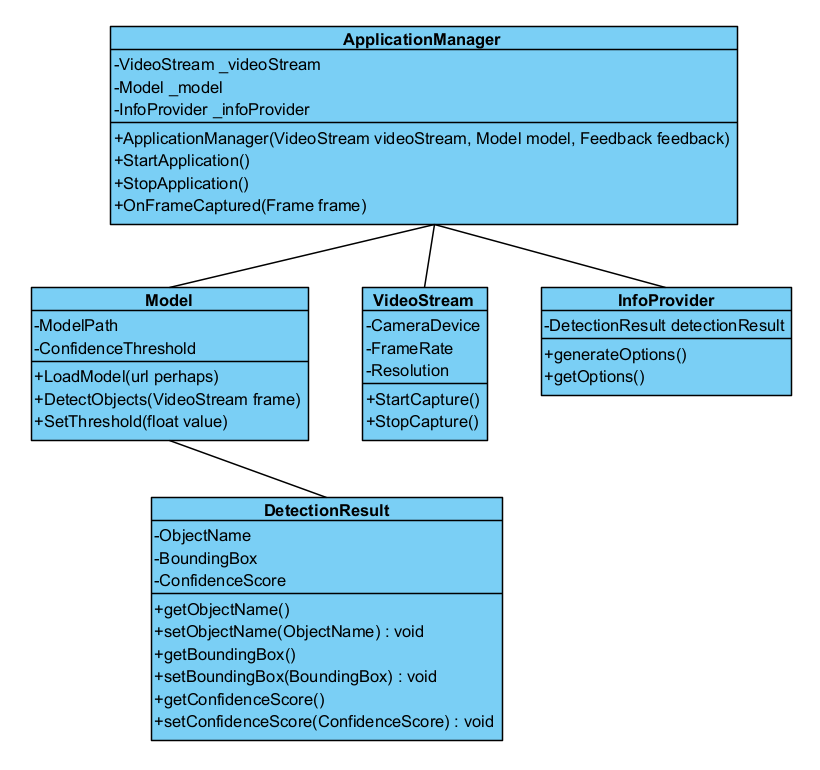 ApplicationManager
-VideoStream _videoStream
-Model _model
-InfoProvider _infoProvider
+ApplicationManager(VideoStream videoStream, Model model, Feedback feedback)
+StartApplication()
+StopApplication()
+OnFrameCaptured(Frame frame)
Model
-ModelPath
-ConfidenceThreshold
+LoadModel(url perhaps)
+DetectObjects(VideoStream frame)
+SetThreshold(float value)
VideoStream
-CameraDevice
-FrameRate
-Resolution
+StartCapture()
+StopCapture()
InfoProvider
-DetectionResult detectionResult
+generateOptions()
+getOptions()
DetectionResult
-ObjectName
-BoundingBox
-ConfidenceScore
+getObjectName()
+setObjectName(ObjectName) : void
+getBoundingBox()
+setBoundingBox(BoundingBox) : void
+getConfidenceScore()
+setConfidenceScore(ConfidenceScore) : void